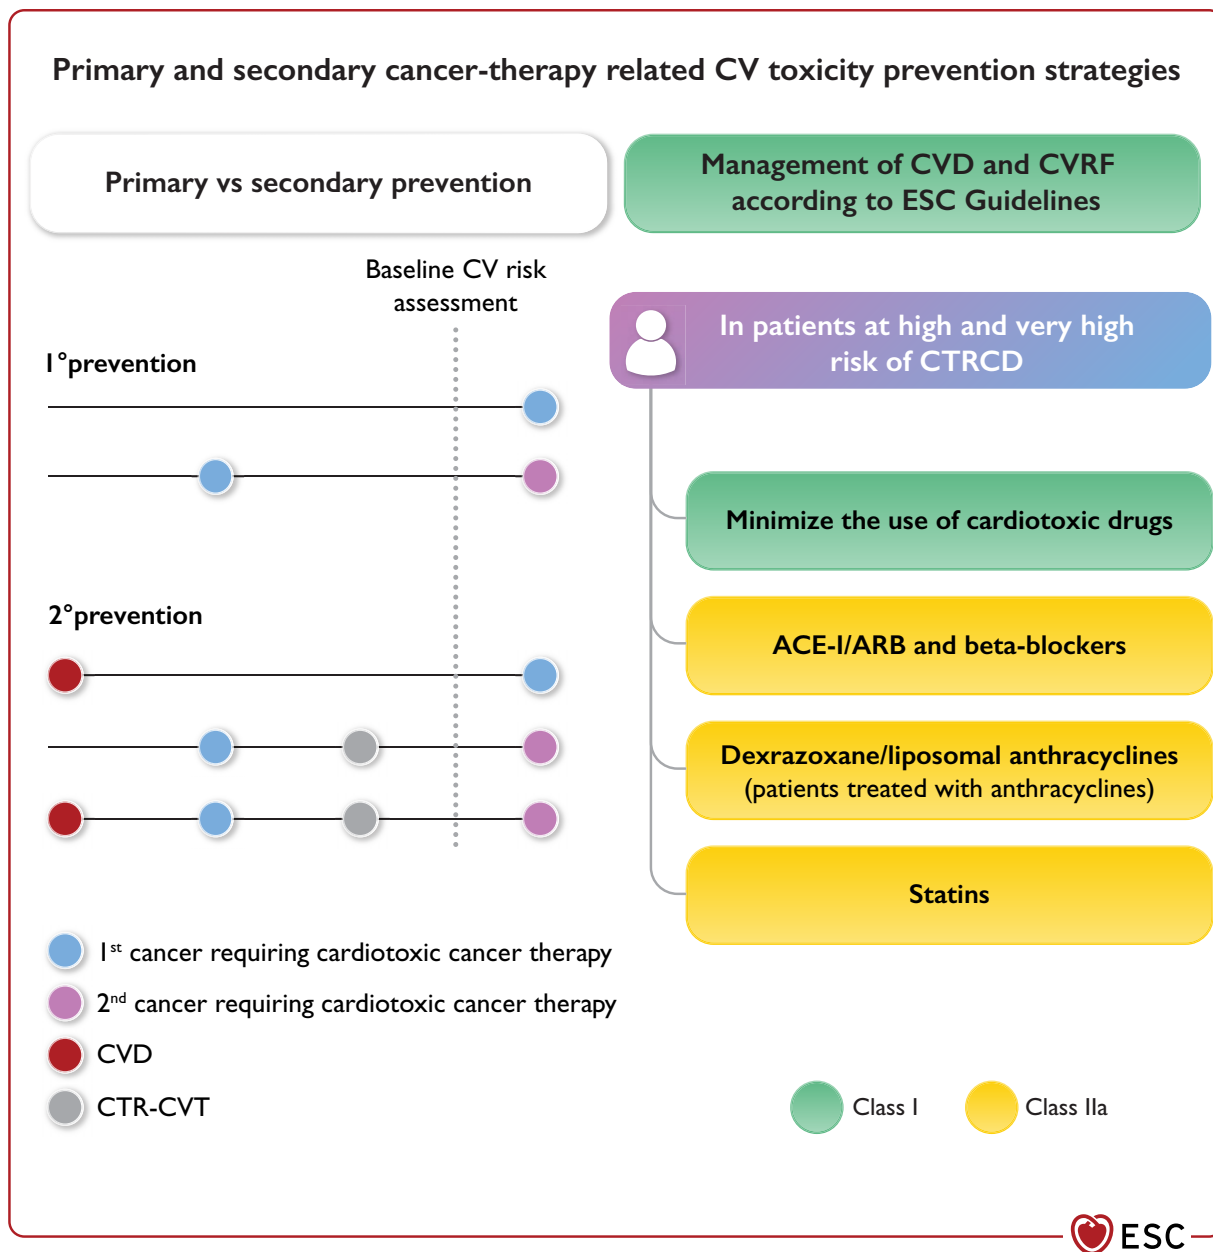 Primary and secondary cancer-therapy related CV toxicity prevention strategies
Primary vs secondary prevention
Management of CVD and CVRF
according to ESC Guidelines
Baseline CV risk
assessment
1°prevention
2°prevention
In patients at high and very high
risk of CTRCD
Minimize the use of cardiotoxic drugs
ACE-I/ARB and beta-blockers
Dexrazoxane/liposomal anthracyclines
(patients treated with anthracyclines)
Statins
1st cancer requiring cardiotoxic cancer therapy
2nd cancer requiring cardiotoxic cancer therapy
CVD
CTR-CVT
Class I
Class IIa
ESC